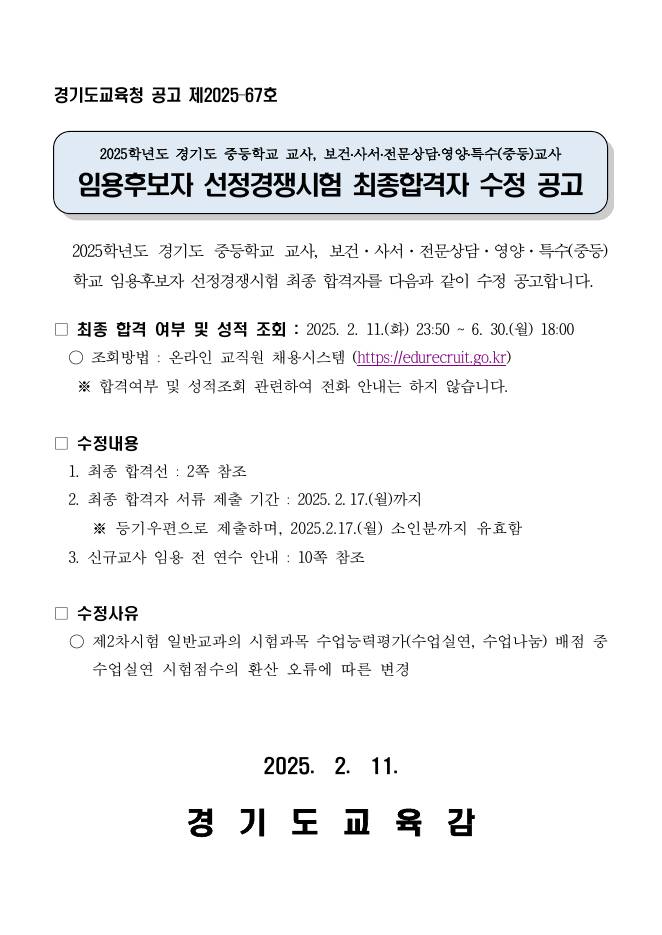 경기도교육청 공고 제2025-67호
2025학년도 경기도 중등학교 교사, 보건·사서·전문상담·영양·특수(중등)교사
임용후보자 선정경쟁시험 최종합격자 수정 공고
2025학년도 경기도 중등학교 교사, 보건·사서·전문상담·영양·특수(중등)
학교 임용후보자 선정경쟁시험 최종 합격자를 다음과 같이 수정 공고합니다.
□ 최종 합격 여부 및 성적 조회 : 2025. 2. 11.(화) 23:50 ~ 6. 30.(월) 18:00
○ 조회방법 : 온라인 교직원 채용시스템 (https://edurecruit.go.kr)
※ 합격여부 및 성적조회 관련하여 전화 안내는 하지 않습니다.
□ 수정내용
1. 최종 합격선 : 2쪽 참조
2. 최종 합격자 서류 제출 기간 : 2025. 2. 17.(월)까지
※ 등기우편으로 제출하며, 2025.2.17.(월) 소인분까지 유효함
3. 신규교사 임용 전 연수 안내 : 10쪽 참조
□ 수정사유
○ 제2차시험 일반교과의 시험과목 수업능력평가(수업실연, 수업나눔) 배점 중
수업실연 시험점수의 환산 오류에 따른 변경
2025. 2. 11.
경 기 도 교 육 감